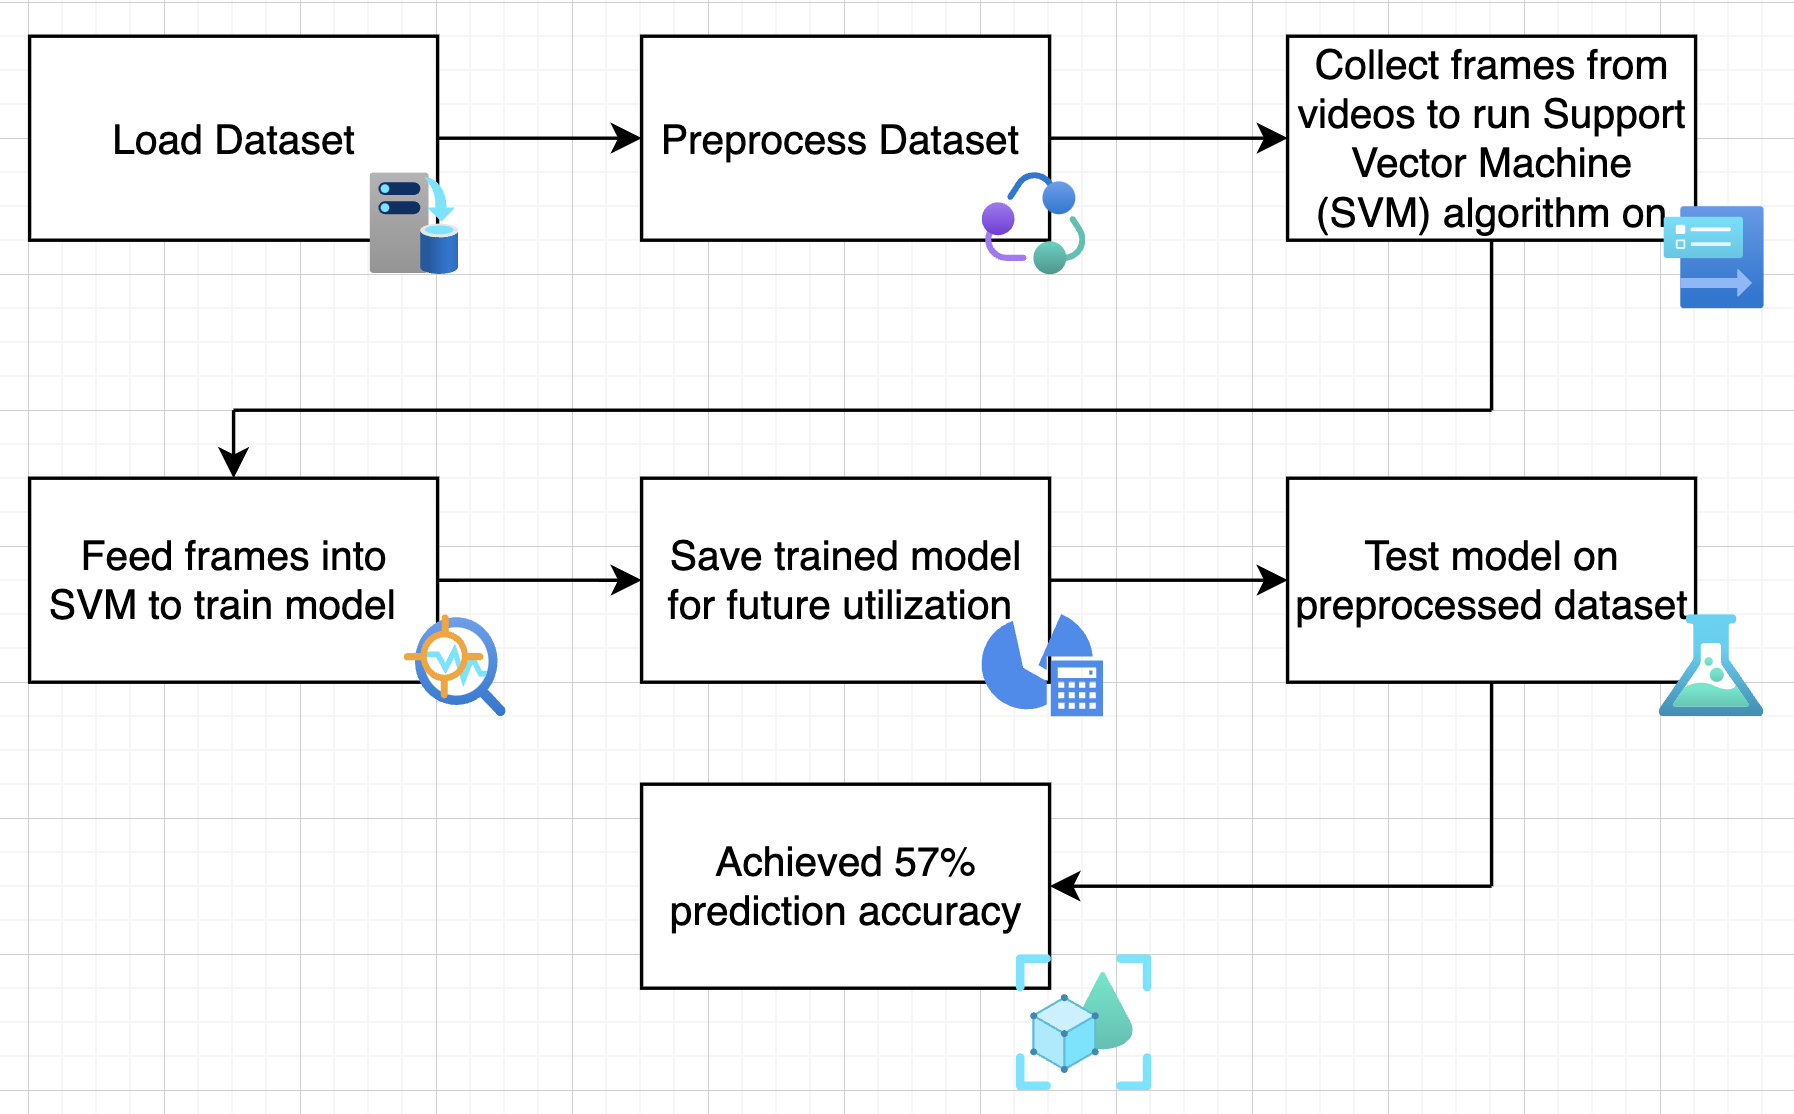 Load Dataset
Preprocess Dataset
Collect frames from
videos to run Support
Vector Machine
(SVM) algorithm on
Feed frames into
SVM to train model
Save trained model
for future utilization
Test model on
preprocessed dataset
Achieved 57%
prediction accuracy